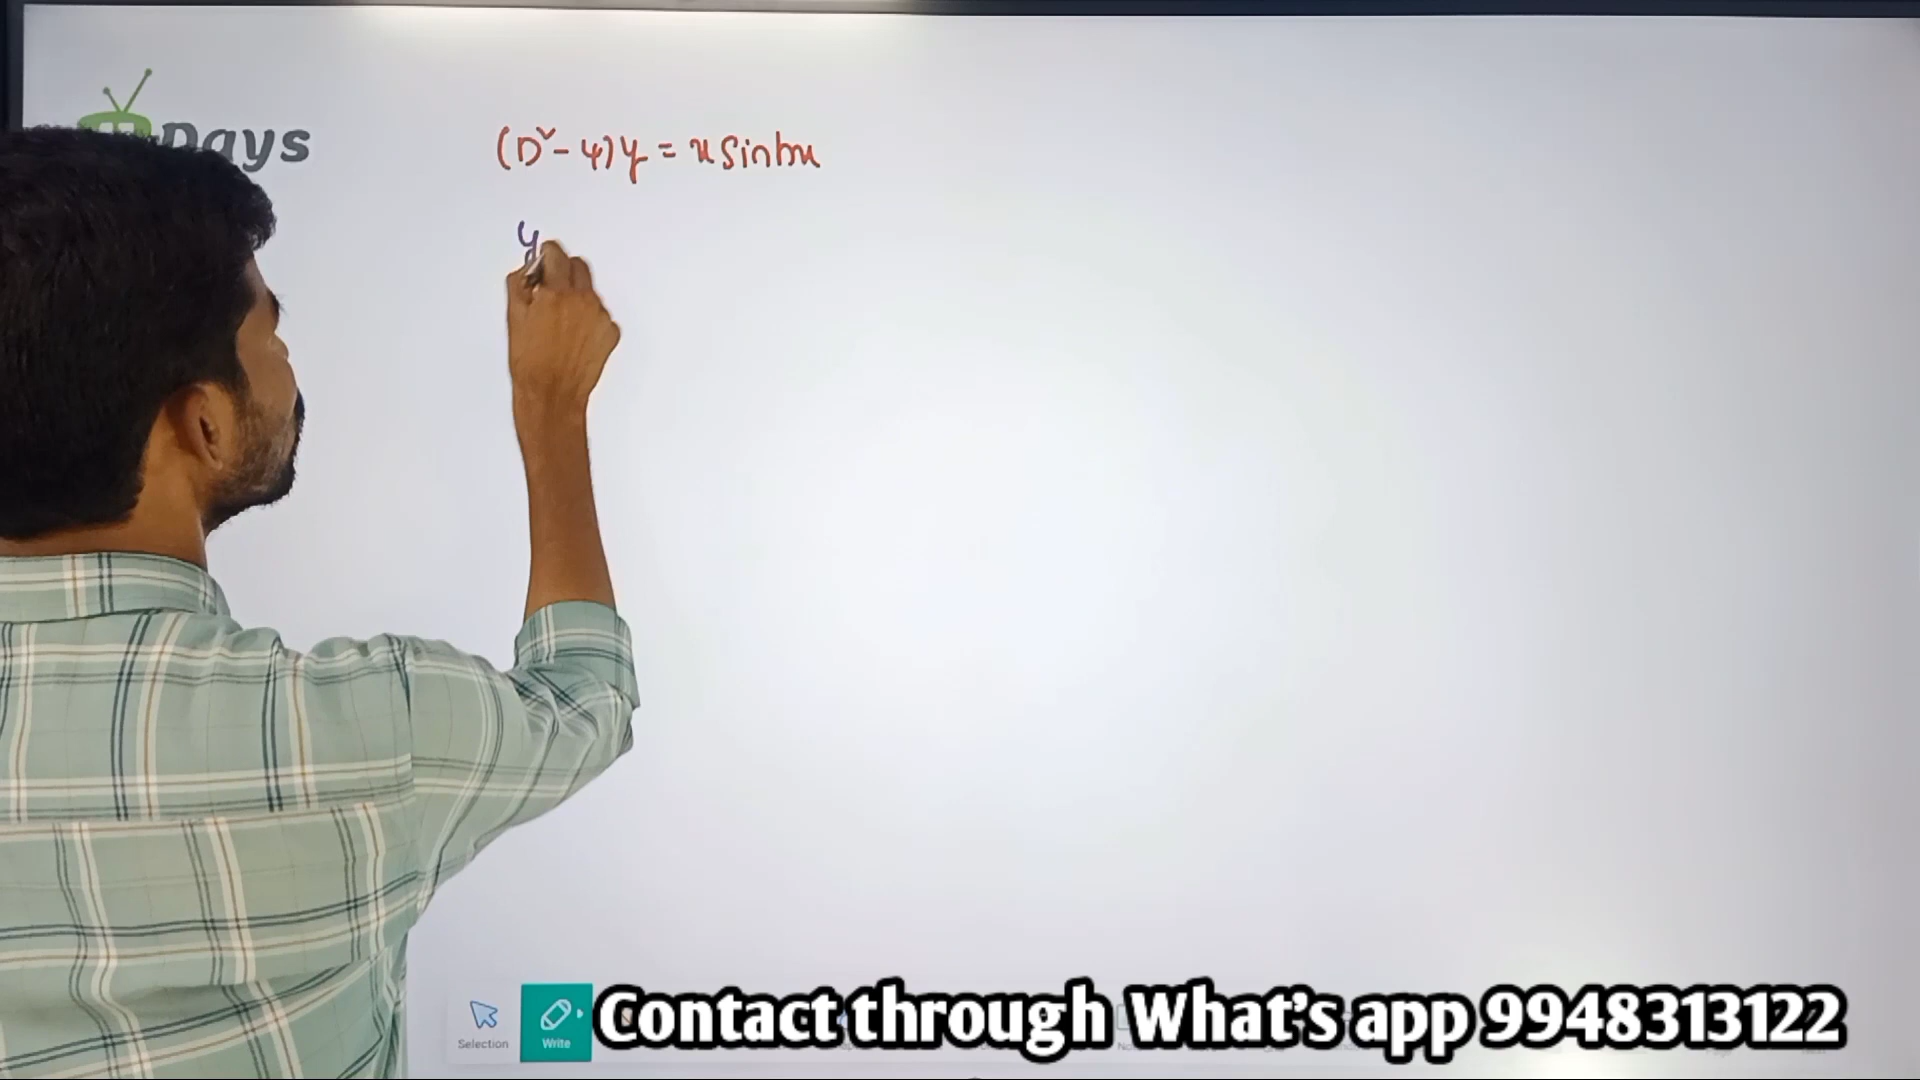 Days
(D² - 4)y = x Sinhx
y
Selection
Write
Contact through What's app 9948313122